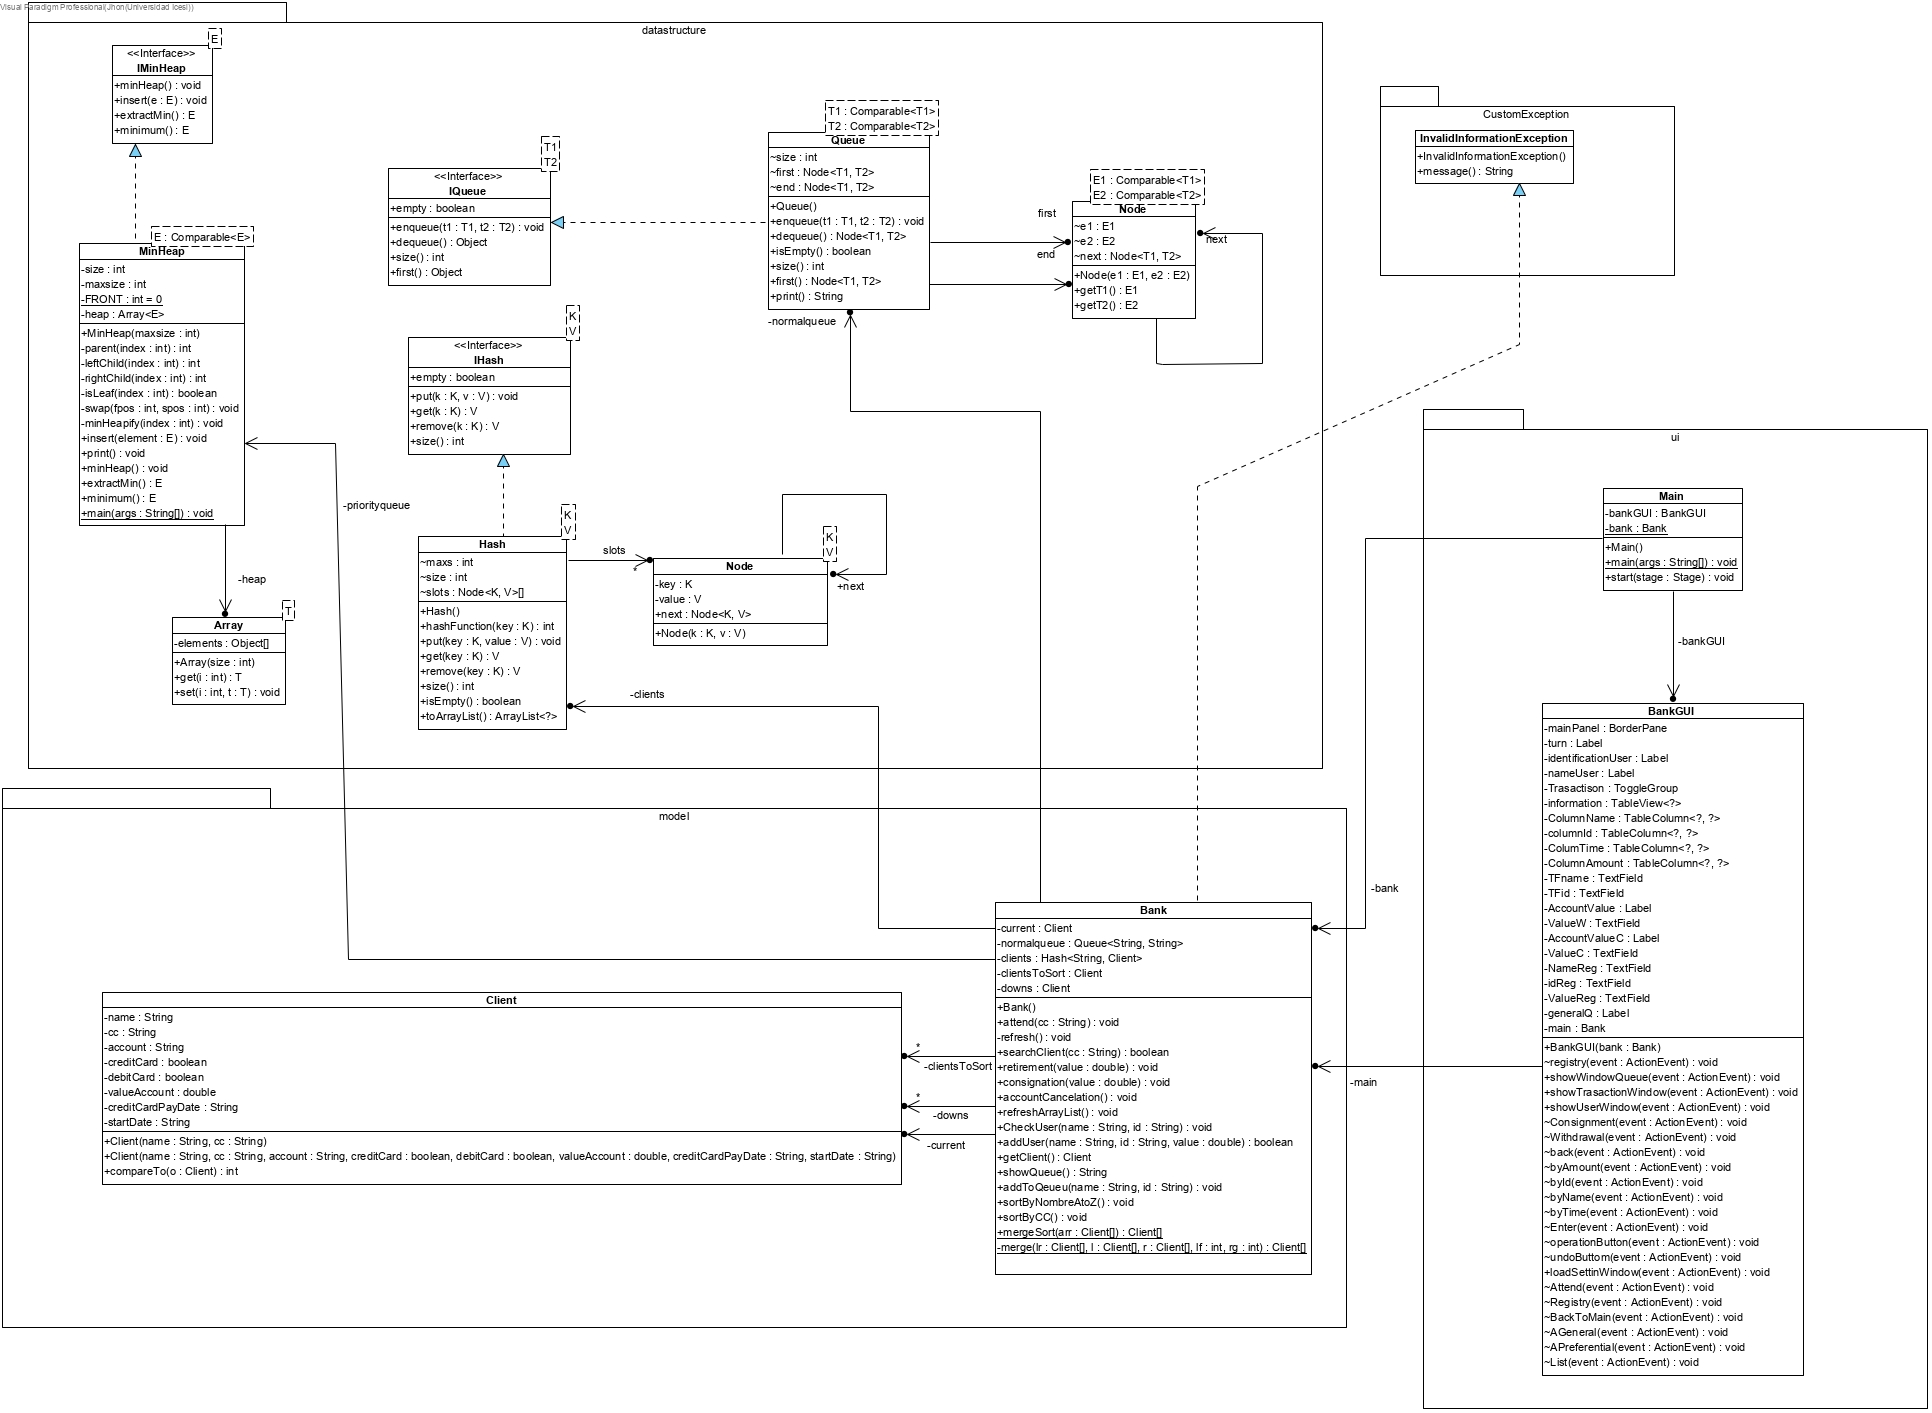 Visual Paradigm Professional(Jhon(Universidad Icesi))
datastructure
E
<<Interface>>
IMinHeap
+minHeap() : void
+insert(e : E) : void
+extractMin() : E
+minimum() : E
E : Comparable<E>
MinHeap
-size : int
-maxsize : int
-FRONT : int = 0
-heap : Array<E>
+MinHeap(maxsize : int)
-parent(index : int) : int
-leftChild(index : int) : int
-rightChild(index : int) : int
-isLeaf(index : int) : boolean
-swap(fpos : int, spos : int) : void
-minHeapify(index : int) : void
+insert(element : E) : void
+print() : void
+minHeap() : void
+extractMin() : E
+minimum() : E
+main(args : String[]) : void
-heap
T
Array
-elements : Object[]
+Array(size : int)
+get(i : int) : T
+set(i : int, t : T) : void
-priorityqueue
T1
T2
<<Interface>>
IQueue
+empty : boolean
+enqueue(t1 : T1, t2 : T2) : void
+dequeue() : Object
+size() : int
+first() : Object
K
V
<<Interface>>
IHash
+empty : boolean
+put(k : K, v : V) : void
+get(k : K) : V
+remove(k : K) : V
+size() : int
K
V
Hash
~maxs : int
~size : int
~slots : Node<K, V>[]
+Hash()
+hashFunction(key : K) : int
+put(key : K, value : V) : void
+get(key : K) : V
+remove(key : K) : V
+size() : int
+isEmpty() : boolean
+toArrayList() : ArrayList<?>
slots
*
K
V
Node
-key : K
-value : V
+next : Node<K, V>
+Node(k : K, v : V)
+next
-clients
T1 : Comparable<T1>
T2 : Comparable<T2>
Queue
~size : int
~first : Node<T1, T2>
~end : Node<T1, T2>
+Queue()
+enqueue(t1 : T1, t2 : T2) : void
+dequeue() : Node<T1, T2>
+isEmpty() : boolean
+size() : int
+first() : Node<T1, T2>
+print() : String
-normalqueue
first
end
E1 : Comparable<T1>
E2 : Comparable<T2>
Node
~e1 : E1
~e2 : E2
~next : Node<T1, T2>
+Node(e1 : E1, e2 : E2)
+getT1() : E1
+getT2() : E2
next
CustomException
InvalidInformationException
+InvalidInformationException()
+message() : String
model
Client
-name : String
-cc : String
-account : String
-creditCard : boolean
-debitCard : boolean
-valueAccount : double
-creditCardPayDate : String
-startDate : String
+Client(name : String, cc : String)
+Client(name : String, cc : String, account : String, creditCard : boolean, debitCard : boolean, valueAccount : double, creditCardPayDate : String, startDate : String)
+compareTo(o : Client) : int
*
-clientsToSort
*
-downs
-current
Bank
-current : Client
-normalqueue : Queue<String, String>
-clients : Hash<String, Client>
-clientsToSort : Client
-downs : Client
+Bank()
+attend(cc : String) : void
-refresh() : void
+searchClient(cc : String) : boolean
+retirement(value : double) : void
+consignation(value : double) : void
+accountCancelation() : void
+refreshArrayList() : void
+CheckUser(name : String, id : String) : void
+addUser(name : String, id : String, value : double) : boolean
+getClient() : Client
+showQueue() : String
+addToQeueu(name : String, id : String) : void
+sortByNombreAtoZ() : void
+sortByCC() : void
+mergeSort(arr : Client[]) : Client[]
-merge(lr : Client[], l : Client[], r : Client[], lf : int, rg : int) : Client[]
-bank
-main
ui
Main
-bankGUI : BankGUI
-bank : Bank
+Main()
+main(args : String[]) : void
+start(stage : Stage) : void
-bankGUI
BankGUI
-mainPanel : BorderPane
-turn : Label
-identificationUser : Label
-nameUser : Label
-Trasactison : ToggleGroup
-information : TableView<?>
-ColumnName : TableColumn<?, ?>
-columnId : TableColumn<?, ?>
-ColumTime : TableColumn<?, ?>
-ColumnAmount : TableColumn<?, ?>
-TFname : TextField
-TFid : TextField
-AccountValue : Label
-ValueW : TextField
-AccountValueC : Label
-ValueC : TextField
-NameReg : TextField
-idReg : TextField
-ValueReg : TextField
-generalQ : Label
-main : Bank
+BankGUI(bank : Bank)
~registry(event : ActionEvent) : void
+showWindowQueue(event : ActionEvent) : void
+showTrasactionWindow(event : ActionEvent) : void
+showUserWindow(event : ActionEvent) : void
~Consignment(event : ActionEvent) : void
~Withdrawal(event : ActionEvent) : void
~back(event : ActionEvent) : void
~byAmount(event : ActionEvent) : void
~byId(event : ActionEvent) : void
~byName(event : ActionEvent) : void
~byTime(event : ActionEvent) : void
~Enter(event : ActionEvent) : void
~operationButton(event : ActionEvent) : void
~undoButtom(event : ActionEvent) : void
+loadSettinWindow(event : ActionEvent) : void
~Attend(event : ActionEvent) : void
~Registry(event : ActionEvent) : void
~BackToMain(event : ActionEvent) : void
~AGeneral(event : ActionEvent) : void
~APreferential(event : ActionEvent) : void
~List(event : ActionEvent) : void